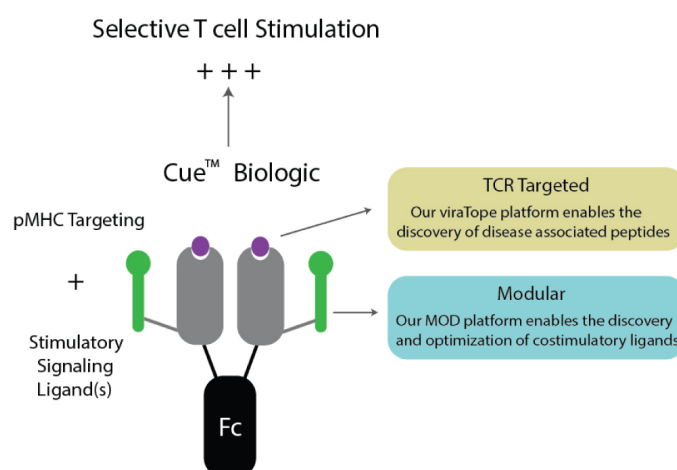 Selective T cell Stimulation
+ + +
Cue™ Biologic
pMHC Targeting
+
Stimulatory
Signaling
Ligand(s)
Fc
TCR Targeted
Our viraTope platform enables the
discovery of disease associated peptides
Modular
Our MOD platform enables the discovery
and optimization of costimulatory ligands